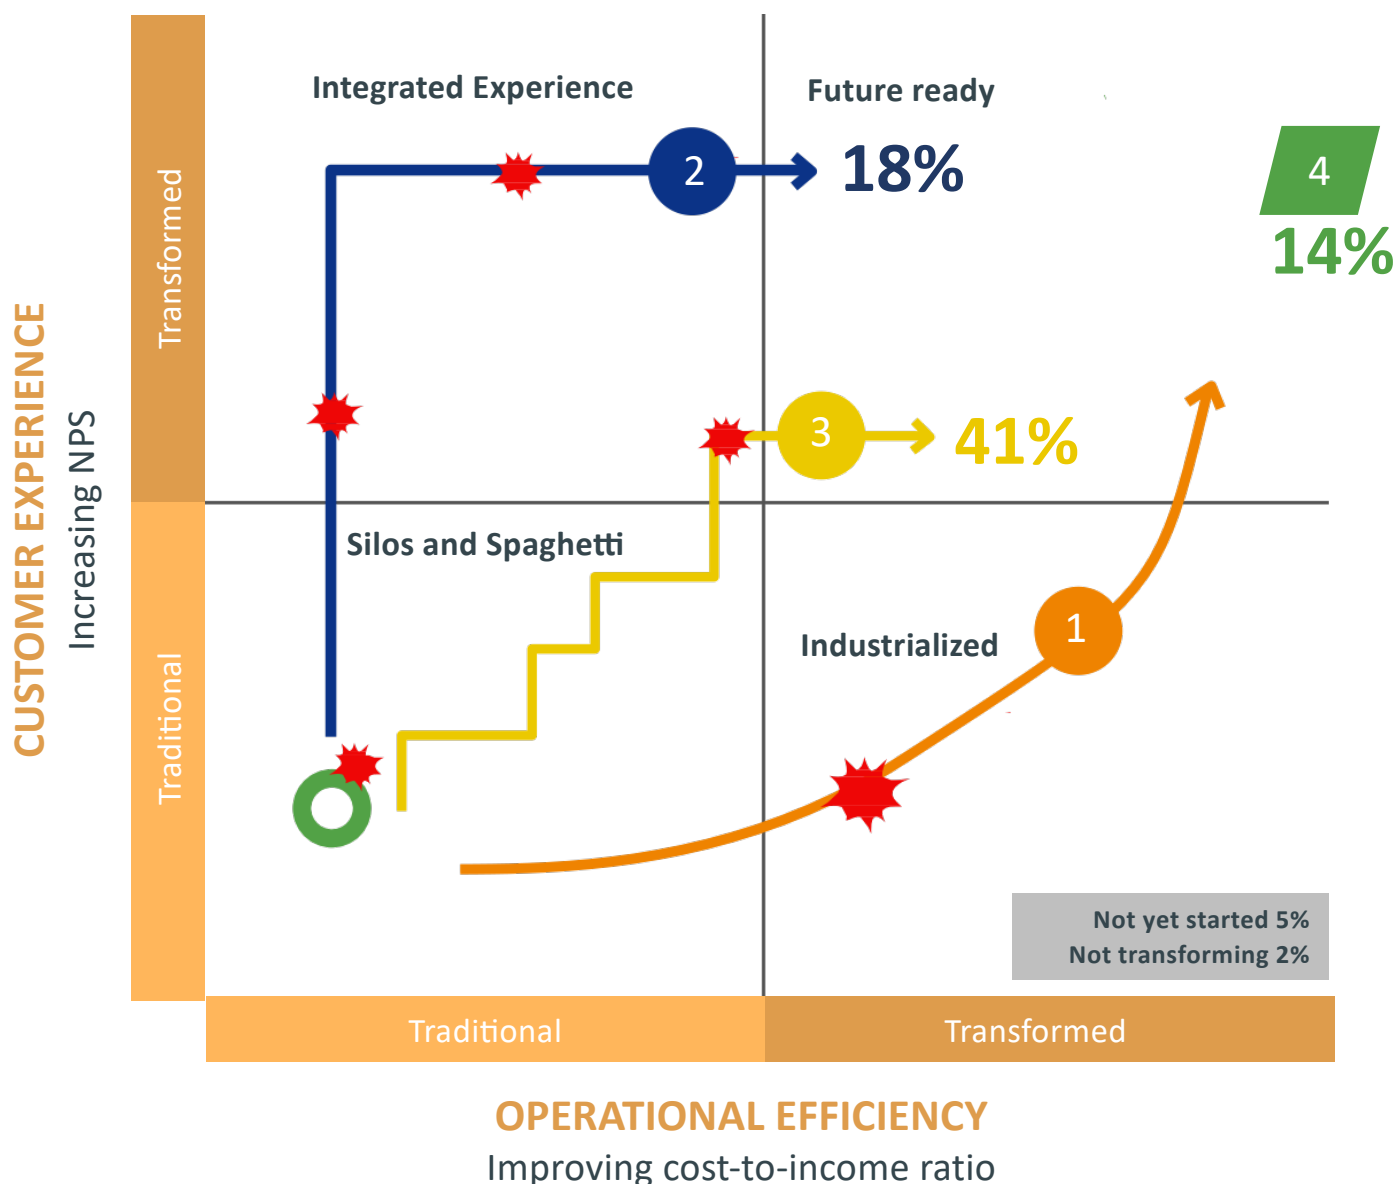 Integrated Experience
Future ready
2
18%
4
14%
Transformed
CUSTOMER EXPERIENCE
Increasing NPS
3
41%
Silos and Spaghetti
1
Industrialized
Traditional
Not yet started 5%
Not transforming 2%
Traditional
Transformed
OPERATIONAL EFFICIENCY
Improving cost-to-income ratio